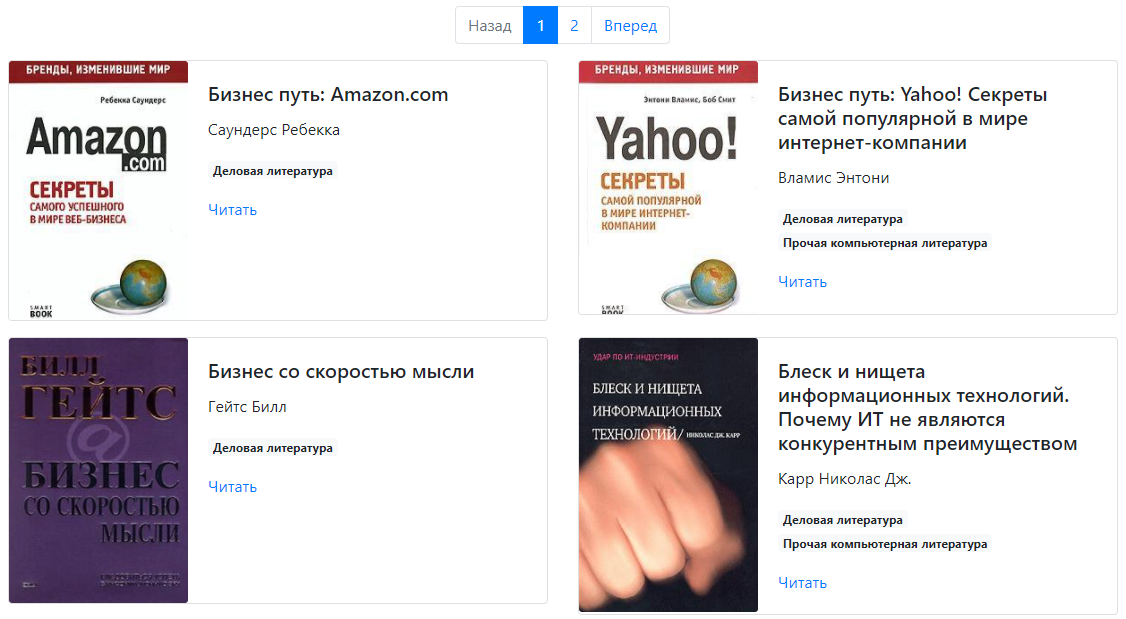 Назад 1 2 Вперед
БРЕНДЫ, ИЗМЕНИВШИЕ МИР
Ребекка Саундерс
Amazon
.com
СЕКРЕТЫ
САМОГО УСПЕШНОГО
В МИРЕ ВЕБ-БИЗНЕСА
SMART
BOOK
Бизнес путь: Amazon.com
Саундерс Ребекка
Деловая литература
Читать
БРЕНДЫ, ИЗМЕНИВШИЕ МИР
Энтони Вламис, Боб Смит
Yahoo!
СЕКРЕТЫ
САМОЙ ПОПУЛЯРНОЙ
В МИРЕ ИНТЕРНЕТ-
КОМПАНИИ
SMART
BOOK
Бизнес путь: Yahoo! Секреты
самой популярной в мире
интернет-компании
Вламис Энтони
Деловая литература
Прочая компьютерная литература
Читать
БИЛЛ
ГЕЙТС
@
БИЗНЕС
СО СКОРОСТЬЮ
МЫСЛИ
Бизнес со скоростью мысли
Гейтс Билл
Деловая литература
Читать
УДАР ПО ИТ-ИНДУСТРИИ
БЛЕСК И НИЩЕТА
ИНФОРМАЦИОННЫХ
ТЕХНОЛОГИЙ/ НИКОЛАС ДЖ. КАРР
Блеск и нищета
информационных технологий.
Почему ИТ не являются
конкурентным преимуществом
Карр Николас Дж.
Деловая литература
Прочая компьютерная литература
Читать